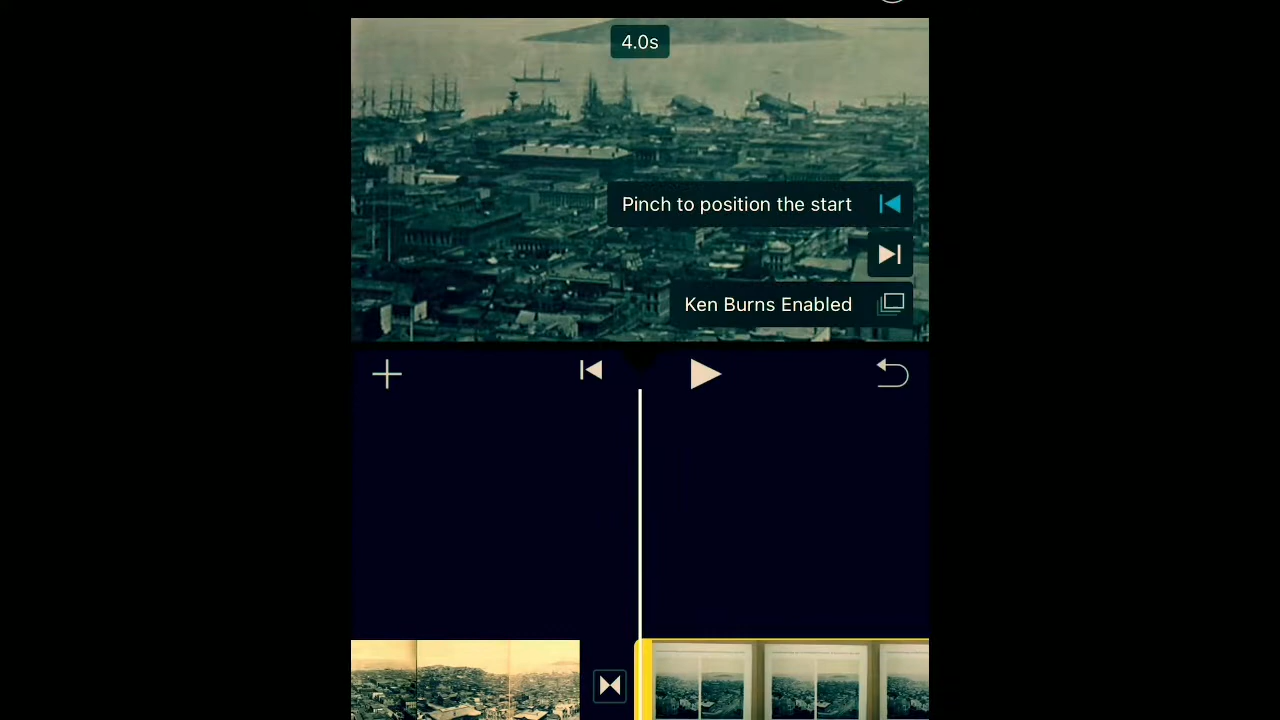 4.0s
Pinch to position the start
Ken Burns Enabled